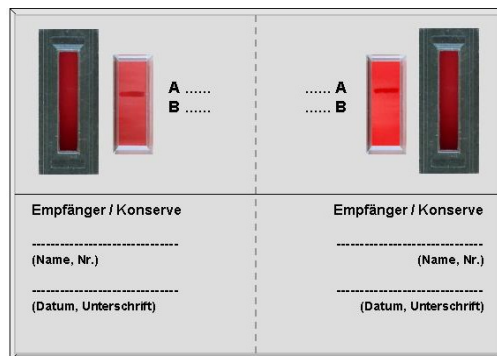 A ......
B ......
...... A
...... B
Empfänger / Konserve
-------------------------------
(Name, Nr.)
-------------------------------
(Datum, Unterschrift)
Empfänger / Konserve
-------------------------------
(Name, Nr.)
-------------------------------
(Datum, Unterschrift)